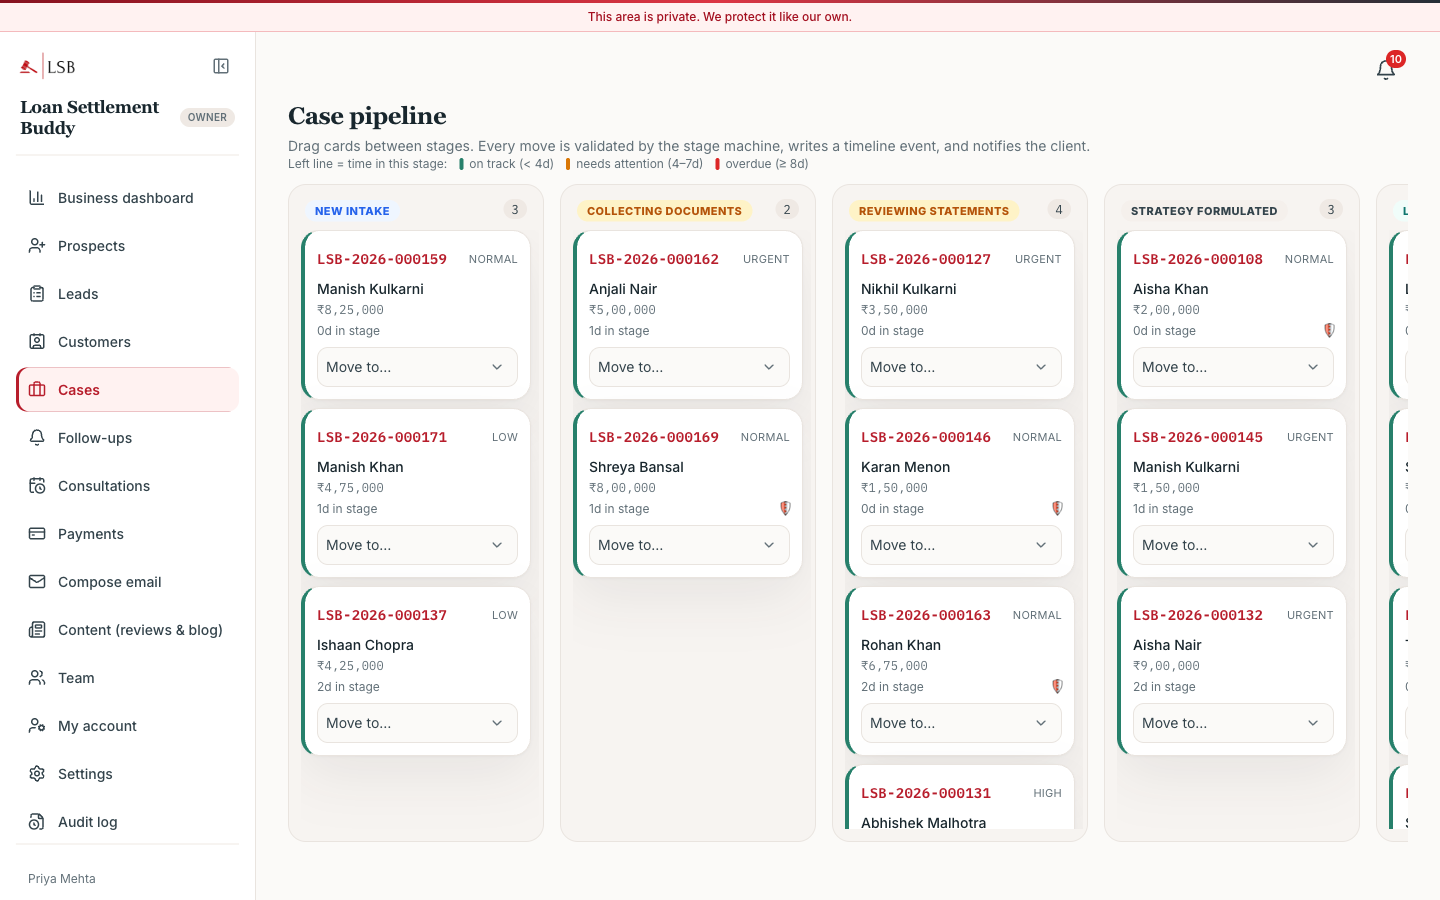 This area is private. We protect it like our own.
LSB
Loan Settlement
Buddy
OWNER
Business dashboard
Prospects
Leads
Customers
Cases
Follow-ups
Consultations
Payments
Compose email
Content (reviews & blog)
Team
My account
Settings
Audit log
Priya Mehta
10
Case pipeline
Drag cards between stages. Every move is validated by the stage machine, writes a timeline event, and notifies the client.
Left line = time in this stage: on track (< 4d) needs attention (4–7d) overdue (≥ 8d)
NEW INTAKE 3
LSB-2026-000159 NORMAL
Manish Kulkarni
₹8,25,000
0d in stage
Move to...
LSB-2026-000171 LOW
Manish Khan
₹4,75,000
1d in stage
Move to...
LSB-2026-000137 LOW
Ishaan Chopra
₹4,25,000
2d in stage
Move to...
COLLECTING DOCUMENTS 2
LSB-2026-000162 URGENT
Anjali Nair
₹5,00,000
1d in stage
Move to...
LSB-2026-000169 NORMAL
Shreya Bansal
₹8,00,000
1d in stage
Move to...
REVIEWING STATEMENTS 4
LSB-2026-000127 URGENT
Nikhil Kulkarni
₹3,50,000
0d in stage
Move to...
LSB-2026-000146 NORMAL
Karan Menon
₹1,50,000
0d in stage
Move to...
LSB-2026-000163 NORMAL
Rohan Khan
₹6,75,000
2d in stage
Move to...
LSB-2026-000131 HIGH
Abhishek Malhotra
STRATEGY FORMULATED 3
LSB-2026-000108 NORMAL
Aisha Khan
₹2,00,000
0d in stage
Move to...
LSB-2026-000145 URGENT
Manish Kulkarni
₹1,50,000
1d in stage
Move to...
LSB-2026-000132 URGENT
Aisha Nair
₹9,00,000
2d in stage
Move to...